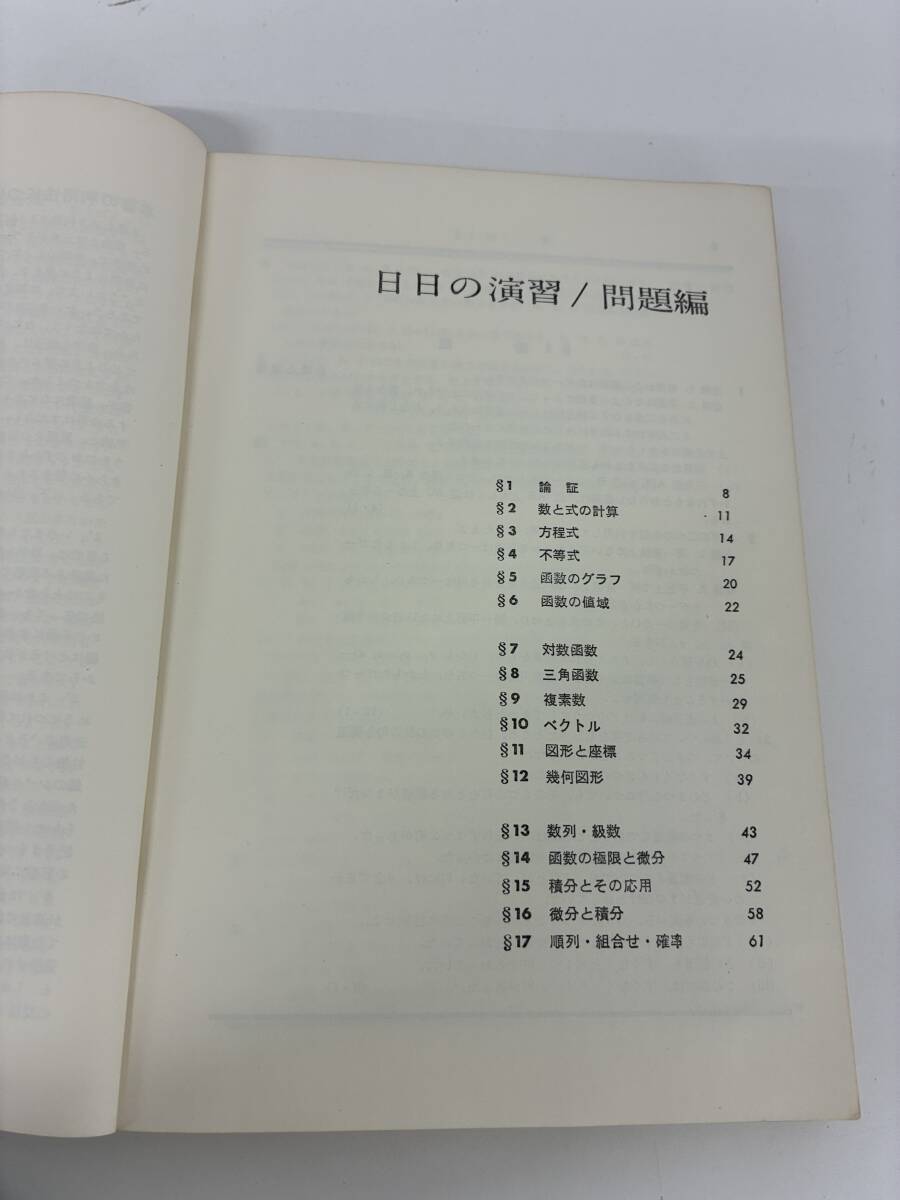 日日の演習/問題編
§1 論 証 8
§2 数と式の計算 11
§3 方程式 14
§4 不等式 17
§5 函数のグラフ 20
§6 函数の値域 22
§7 対数函数 24
§8 三角函数 25
§9 複素数 29
§10 ベクトル 32
§11 図形と座標 34
§12 幾何図形 39
§13 数列・級数 43
§14 函数の極限と微分 47
§15 積分とその応用 52
§16 微分と積分 58
§17 順列・組合せ・確率 61